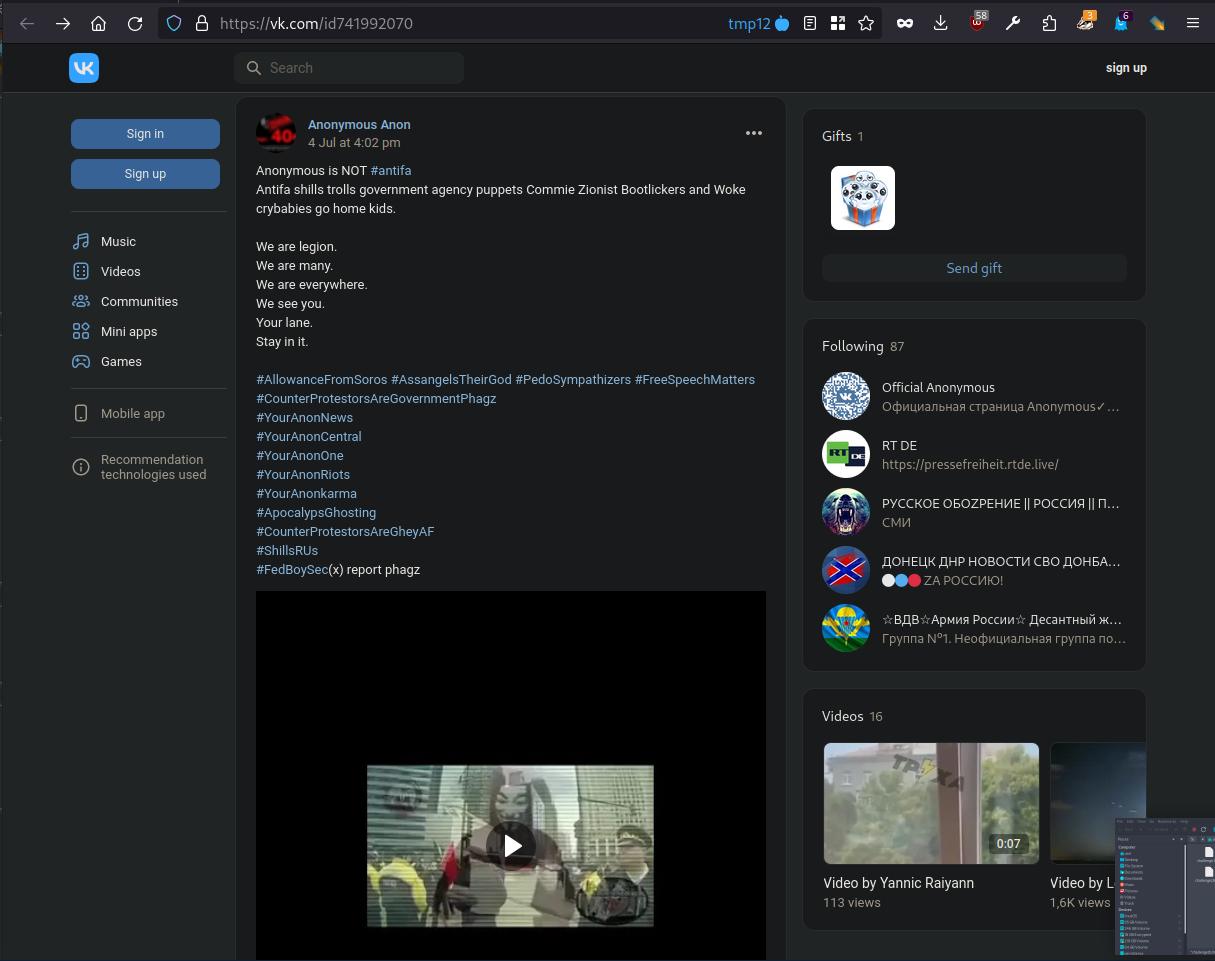 https://vk.com/id741992070
tmp12
58
3
6
Search
sign up
Sign in
Sign up
Music
Videos
Communities
Mini apps
Games
Mobile app
Recommendation
technologies used
Anonymous Anon
4 Jul at 4:02 pm
Anonymous is NOT #antifa
Antifa shills trolls government agency puppets Commie Zionist Bootlickers and Woke
crybabies go home kids.
We are legion.
We are many.
We are everywhere.
We see you.
Your lane.
Stay in it.
#AllowanceFromSoros #AssangeIsTheirGod #PedoSympathizers #FreeSpeechMatters
#CounterProtestorsAreGovernmentPhagz
#YourAnonNews
#YourAnonCentral
#YourAnonOne
#YourAnonRiots
#YourAnonkarma
#ApocalypsGhosting
#CounterProtestorsAreGheyAF
#ShillsRUs
#FedBoySec(x) report phagz
Gifts 1
Send gift
Following 87
Official Anonymous
Официальная страница Anonymous✓...
RT DE
RT DE
https://pressefreiheit.rtde.live/
РУССКОЕ ОБОZРЕНИЕ || РОССИЯ || П...
СМИ
ДОНЕЦК ДНР НОВОСТИ СВО ДОНБА...
ZA РОССИЮ!
☆ВДВ☆Армия России☆ Десантный ж...
Группа №1. Неофициальная группа по...
Videos 16
ТРУХА
0:07
Video by Yannic Raiyann
113 views
Video by L
1,6K views